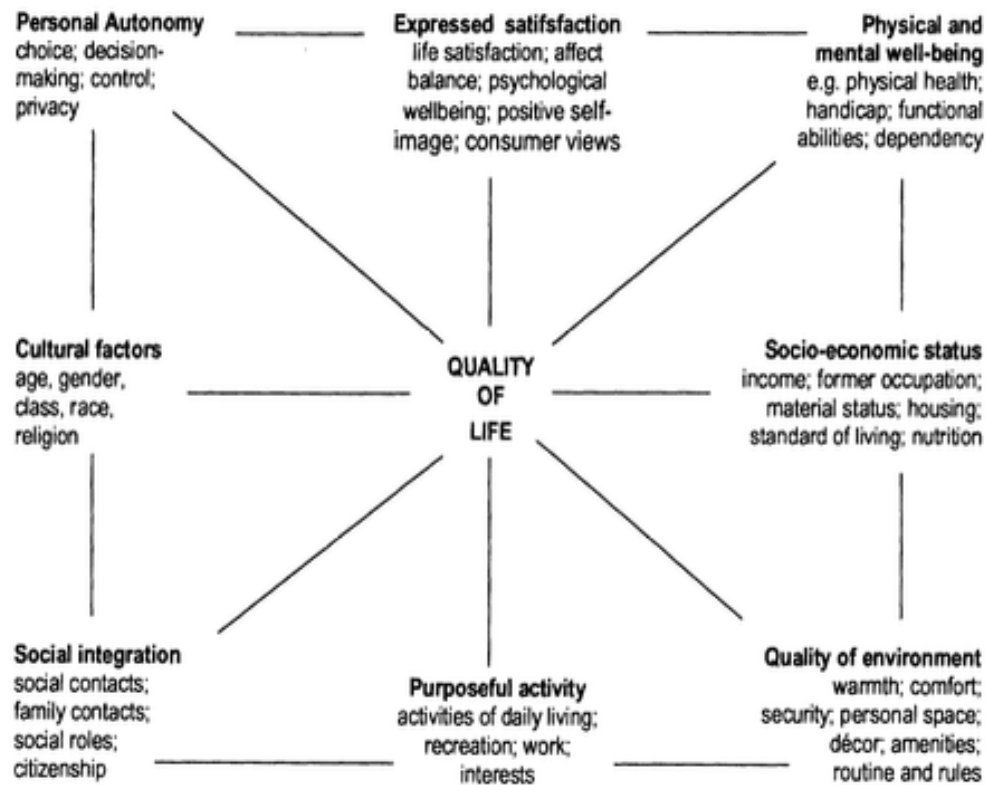 Personal Autonomy
choice; decision-
making; control;
privacy
Expressed satifsfaction
life satisfaction; affect
balance; psychological
wellbeing; positive self-
image; consumer views
Physical and
mental well-being
e.g. physical health;
handicap; functional
abilities; dependency
Cultural factors
age, gender,
class, race,
religion
QUALITY
OF
LIFE
Socio-economic status
income; former occupation;
material status; housing;
standard of living; nutrition
Social integration
social contacts;
family contacts;
social roles;
citizenship
Purposeful activity
activities of daily living;
recreation; work;
interests
Quality of environment
warmth; comfort;
security; personal space;
décor; amenities;
routine and rules